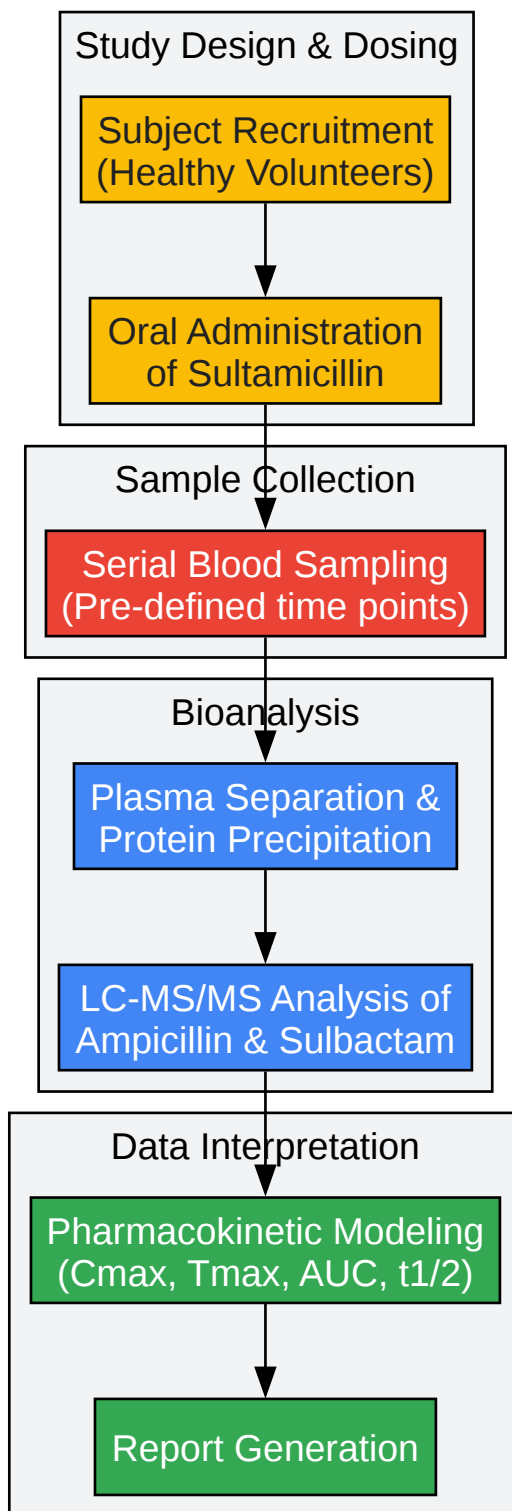 Study Design & Dosing
Subject Recruitment
(Healthy Volunteers)
Oral Administration
of Sultamicillin
Sample Collection
Serial Blood Sampling
(Pre-defined time points)
Bioanalysis
Plasma Separation &
Protein Precipitation
LC-MS/MS Analysis of
Ampicillin & Sulbactam
Data Interpretation
Pharmacokinetic Modeling
(Cmax, Tmax, AUC, t1/2)
Report Generation